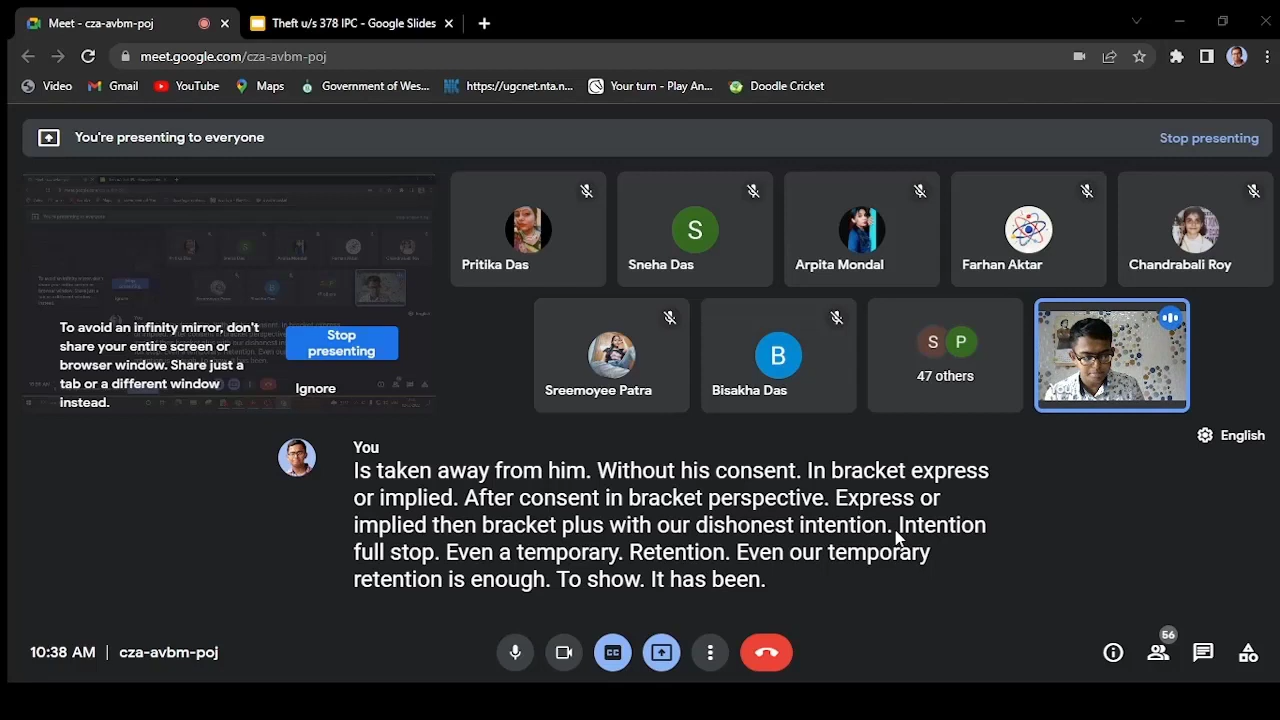 Meet - cza-avbm-poj
Theft u/s 378 IPC - Google Slides
meet.google.com/cza-avbm-poj
Video
Gmail
YouTube
Maps
Government of Wes...
https://ugcnet.nta.n...
Your turn - Play An...
Doodle Cricket
You're presenting to everyone
Stop presenting
Pritika Das
S
Sneha Das
Arpita Mondal
Farhan Aktar
Chandrabali Roy
To avoid an infinity mirror, don't
share your entire screen or
browser window. Share just a
tab or a different window
instead.
Stop
presenting
Ignore
Sreemoyee Patra
B
Bisakha Das
S P
47 others
English
You
Is taken away from him. Without his consent. In bracket express
or implied. After consent in bracket perspective. Express or
implied then bracket plus with our dishonest intention. Intention
full stop. Even a temporary. Retention. Even our temporary
retention is enough. To show. It has been.
10:38 AM | cza-avbm-poj
CC
56